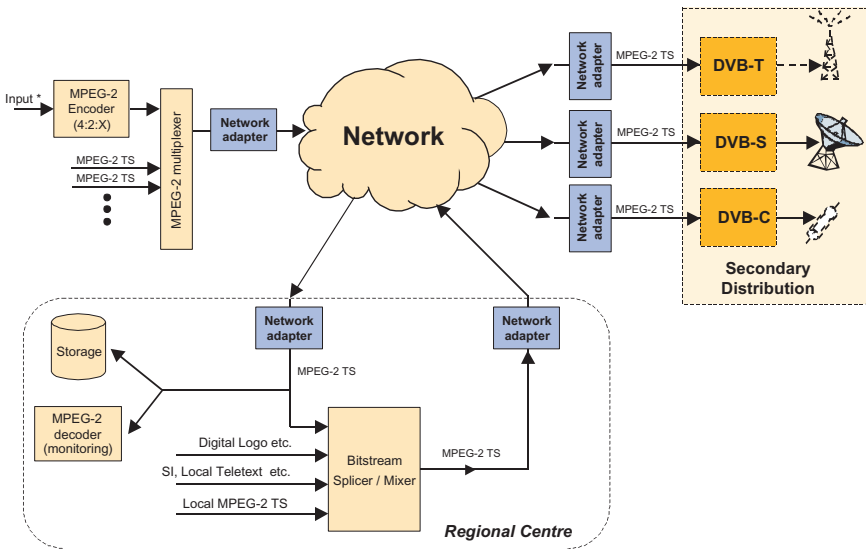 Input *
MPEG-2
Encoder
(4:2:X)
MPEG-2 TS
MPEG-2 TS
MPEG-2 multiplexer
Network
adapter
Network
Network
adapter
MPEG-2 TS
DVB-T
Network
adapter
MPEG-2 TS
DVB-S
Network
adapter
MPEG-2 TS
DVB-C
Secondary
Distribution
Network
adapter
Network
adapter
Storage
MPEG-2 TS
MPEG-2
decoder
(monitoring)
Digital Logo etc.
SI, Local Teletext etc.
Local MPEG-2 TS
Bitstream
Splicer / Mixer
MPEG-2 TS
Regional Centre